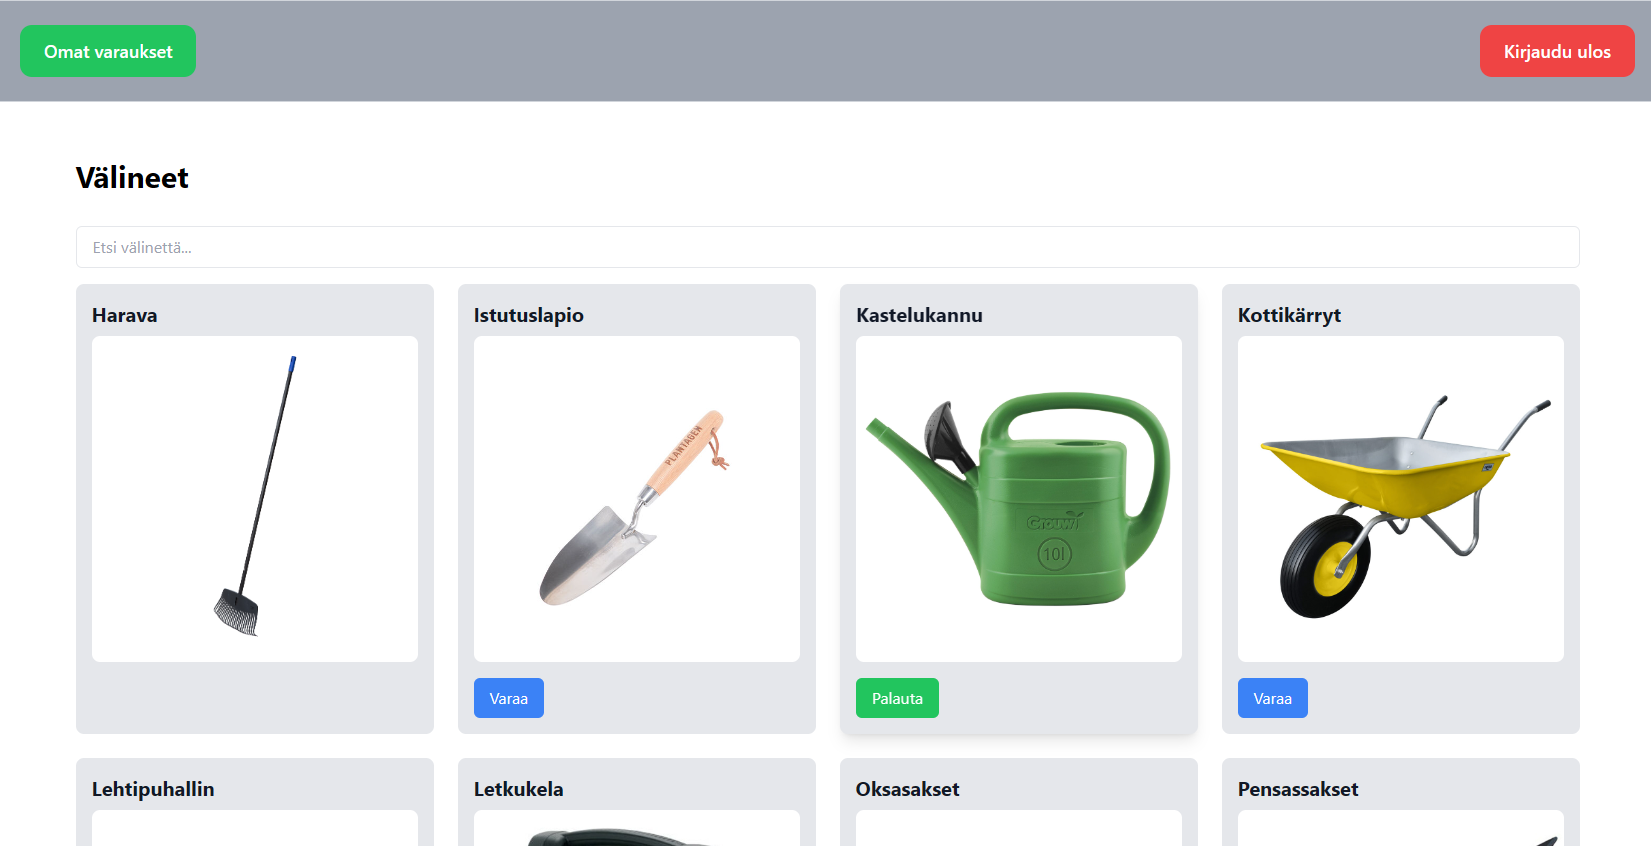 Omat varaukset
Kirjaudu ulos
Välineet
Etsi välinettä...
Harava
Istutuslapio
PLANTAGEN
Varaa
Kastelukannu
Grouw!
10l
Palauta
Kottikärryt
Varaa
Lehtipuhallin
Letkukela
Oksasakset
Pensassakset